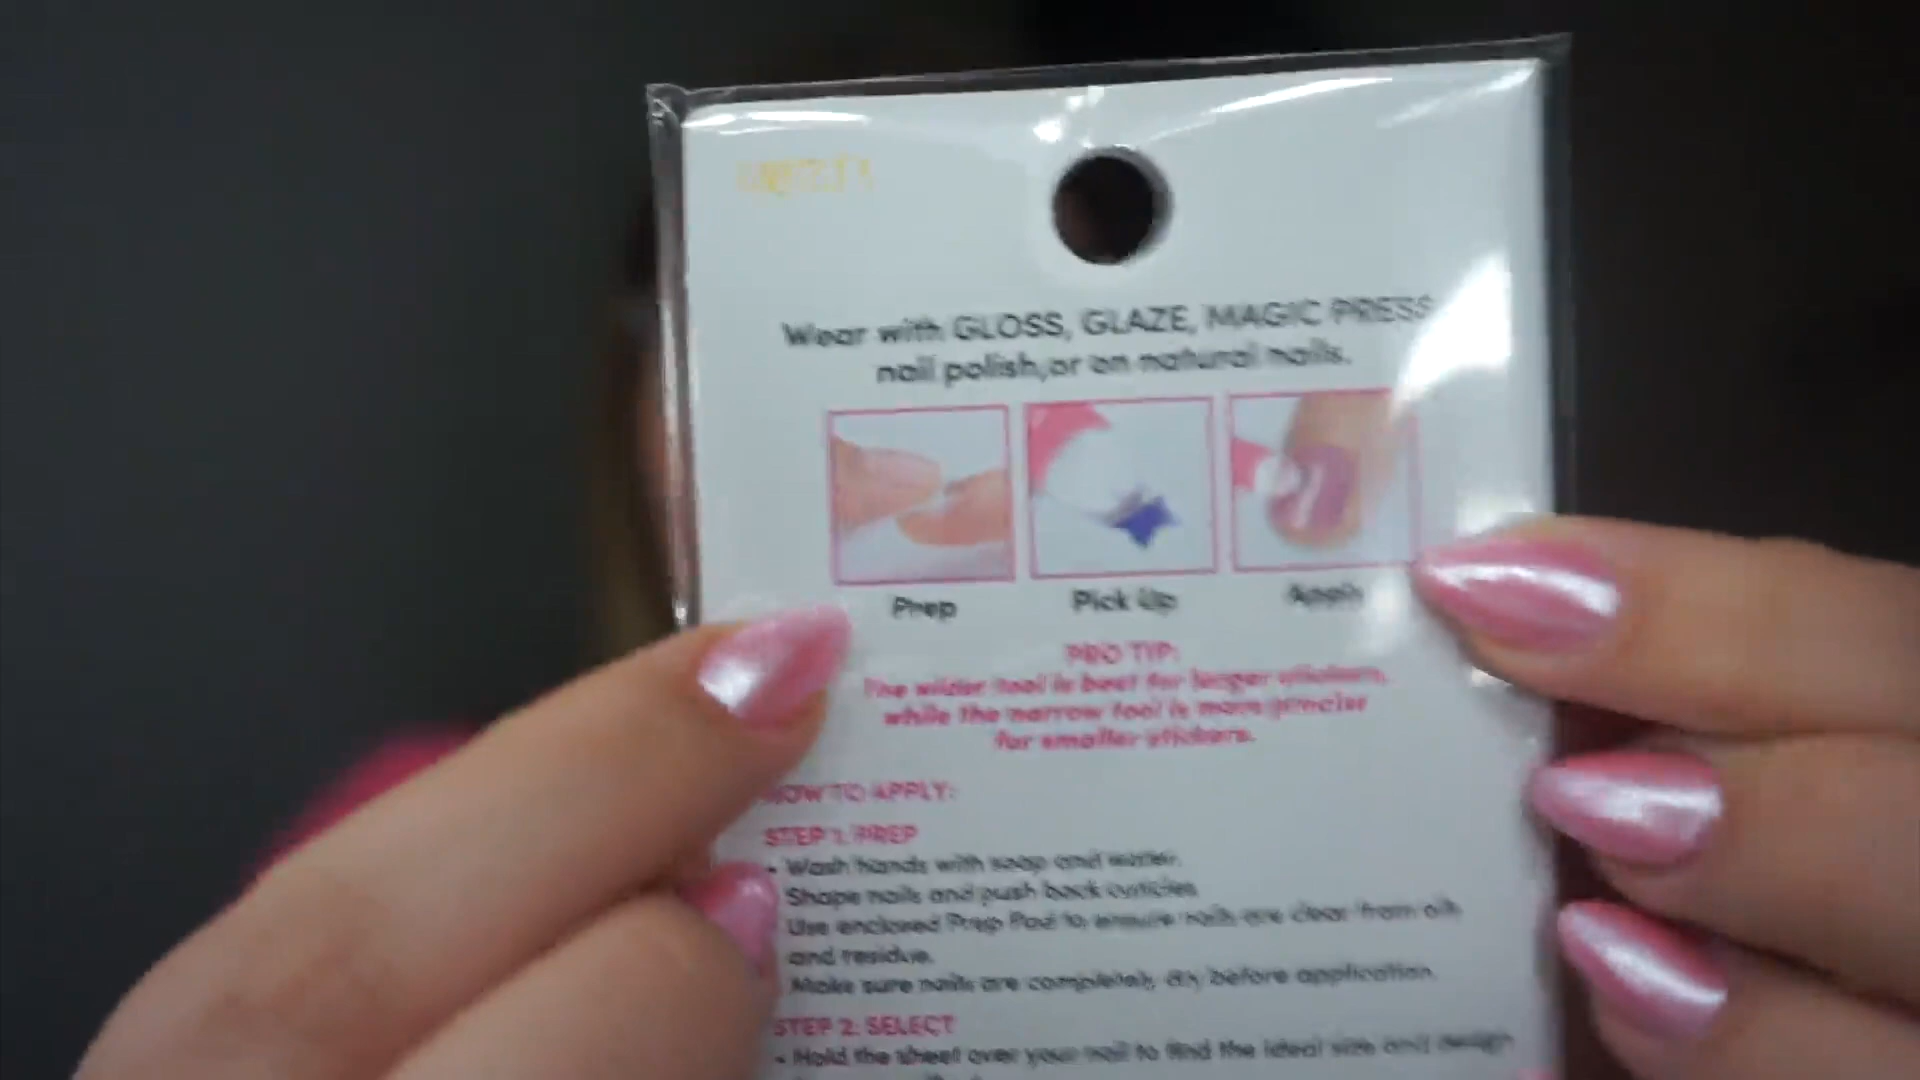 Wear with GLOSS, GLAZE, MAGIC PRESS
nail polish,or on natural nails.
Prep
Pick Up
Apply
PRO TIP:
The wider tool is best for larger stickers,
while the narrow tool is more precise
for smaller stickers.
HOW TO APPLY:
STEP 1: PREP
• Wash hands with soap and water.
Shape nails and push back cuticles
Use enclosed Prep Pad to ensure nails are clear from oils
and residue.
Make sure nails are completely dry before application.
STEP 2: SELECT
• Hold the sheet over your nail to find the ideal size and design